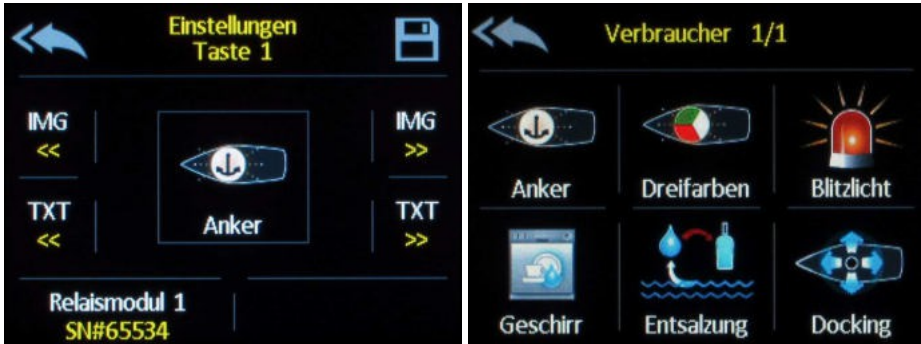 Einstellungen
Taste 1
IMG
<<
IMG
>>
Anker
TXT
<<
TXT
>>
Relaismodul 1
SN#65534
Verbraucher 1/1
Anker
Dreifarben
Blitzlicht
Geschirr
Entsalzung
Docking